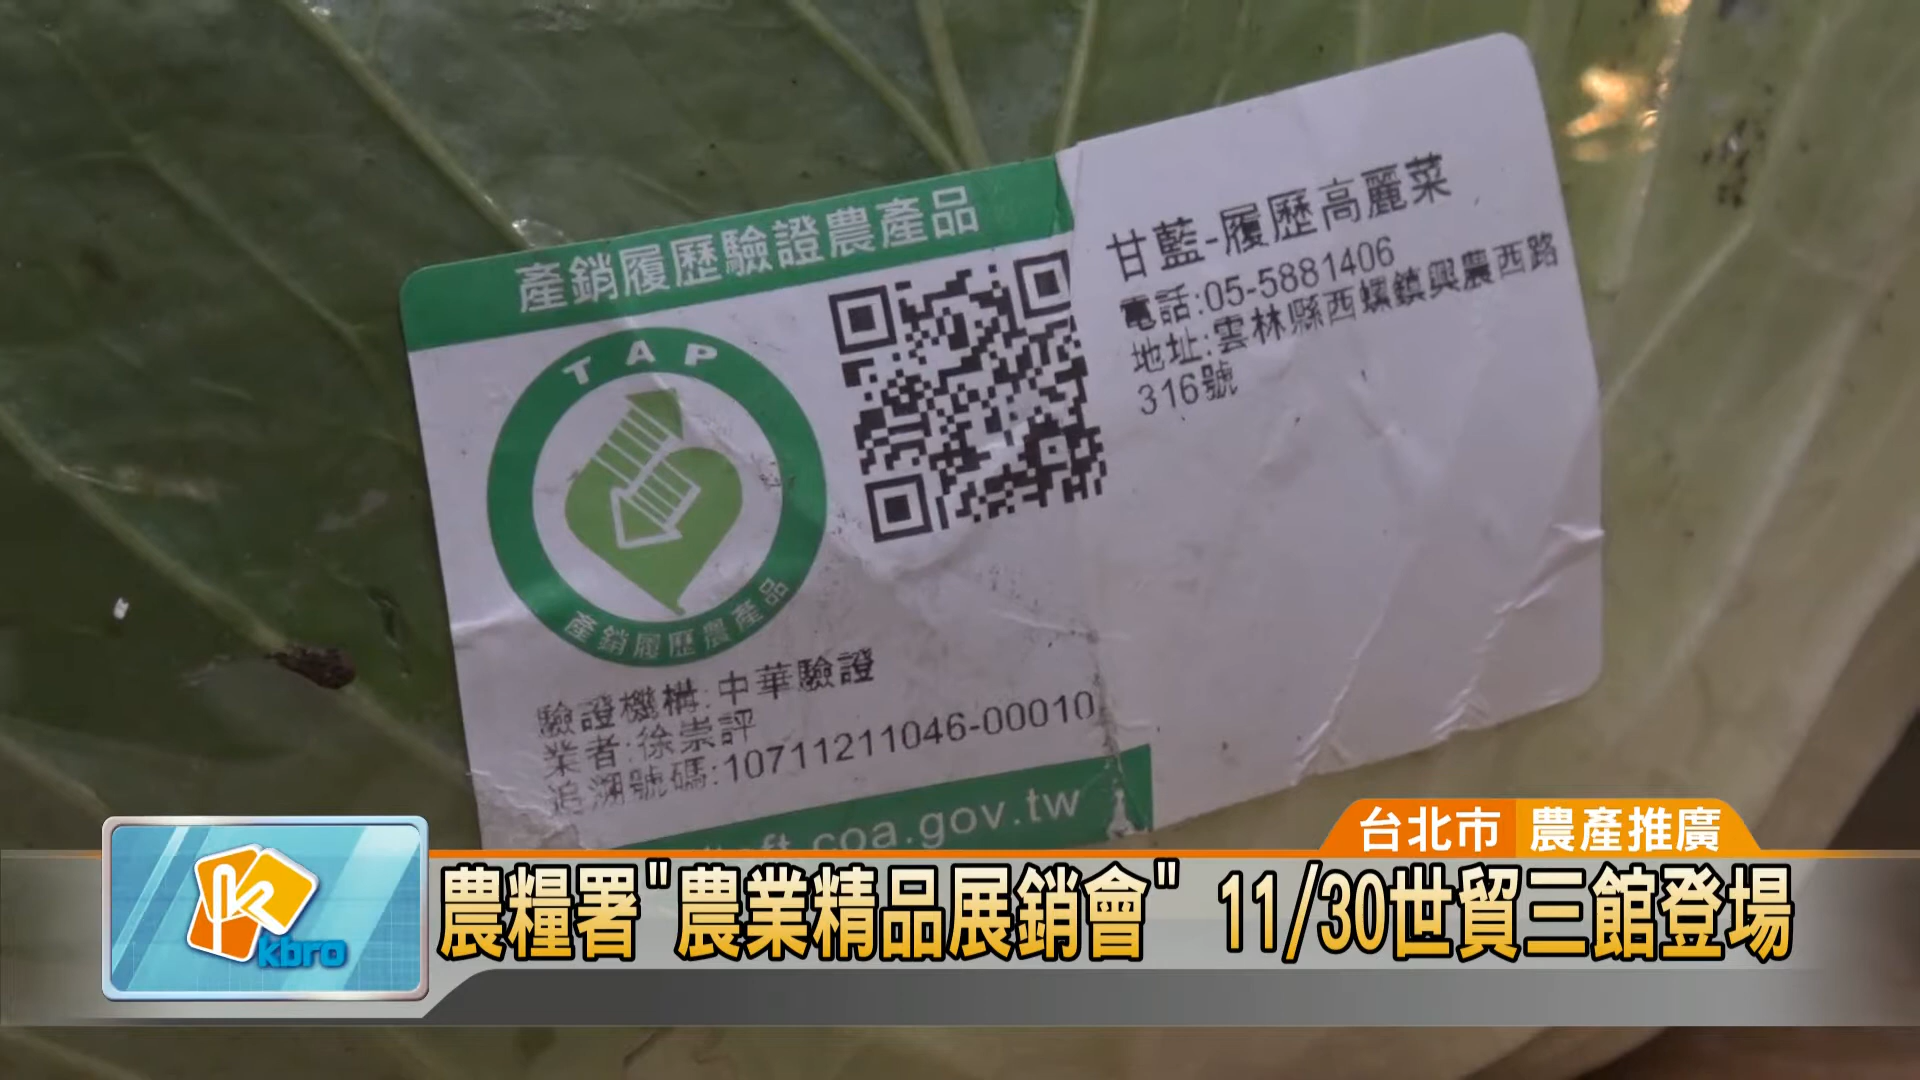 產銷履歷驗證農產品
TAP
產銷履歷農產品
驗證機構:中華驗證
業者:徐崇評
追溯號碼:10711211046-00010
taft.coa.gov.tw
甘藍-履歷高麗菜
電話:05-5881406
地址:雲林縣西螺鎮興農西路
316號
台北市 農產推廣
kbro
農糧署"農業精品展銷會" 11/30世貿三館登場